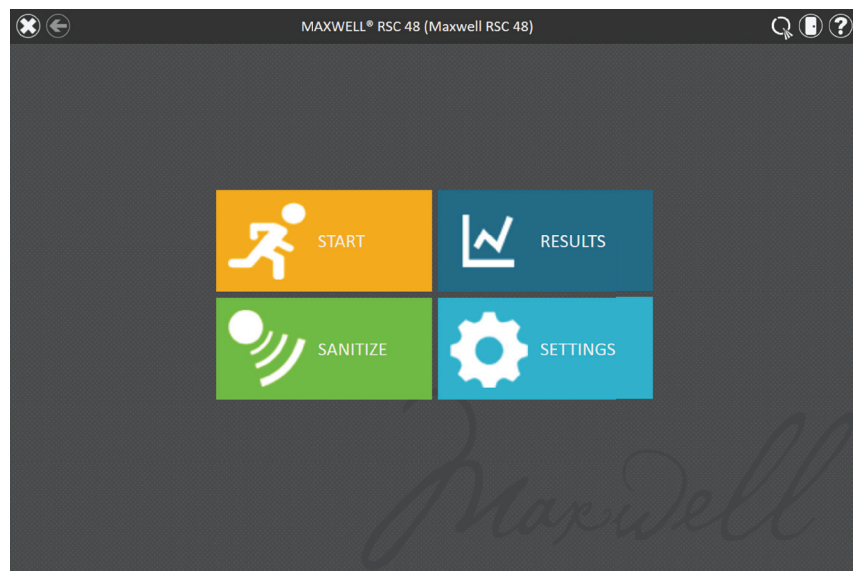 MAXWELL® RSC 48 (Maxwell RSC 48)
START
RESULTS
SANITIZE
SETTINGS
Maxwell